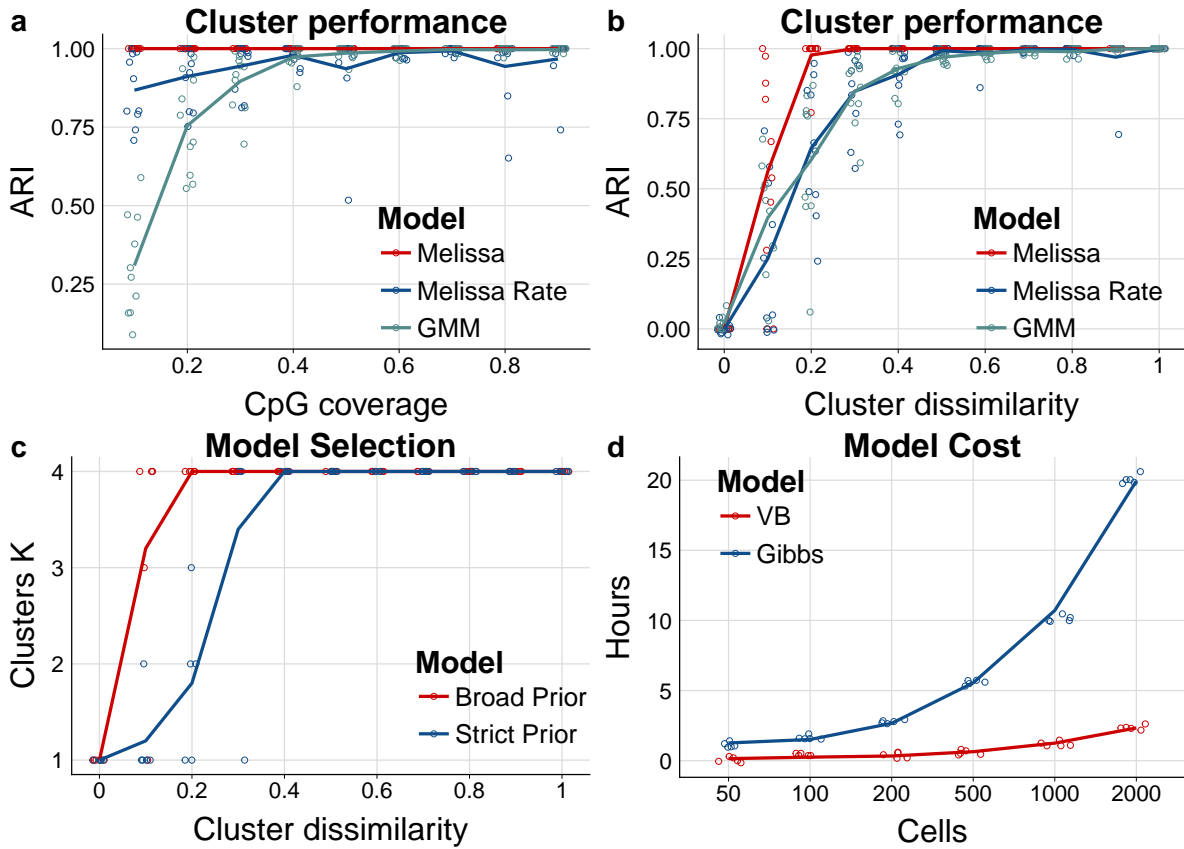 a
Cluster performance
ARI
1.00
0.75
0.50
0.25
Model
Melissa
Melissa Rate
GMM
0.2
0.4
0.6
0.8
CpG coverage
b
Cluster performance
ARI
1.00
0.75
0.50
0.25
0.00
Model
Melissa
Melissa Rate
GMM
0
0.2
0.4
0.6
0.8
1
Cluster dissimilarity
c
Model Selection
Clusters K
4
3
2
1
Model
Broad Prior
Strict Prior
0
0.2
0.4
0.6
0.8
1
Cluster dissimilarity
d
Model Cost
Hours
20
15
10
5
0
Model
VB
Gibbs
50
100
200
500
1000
2000
Cells